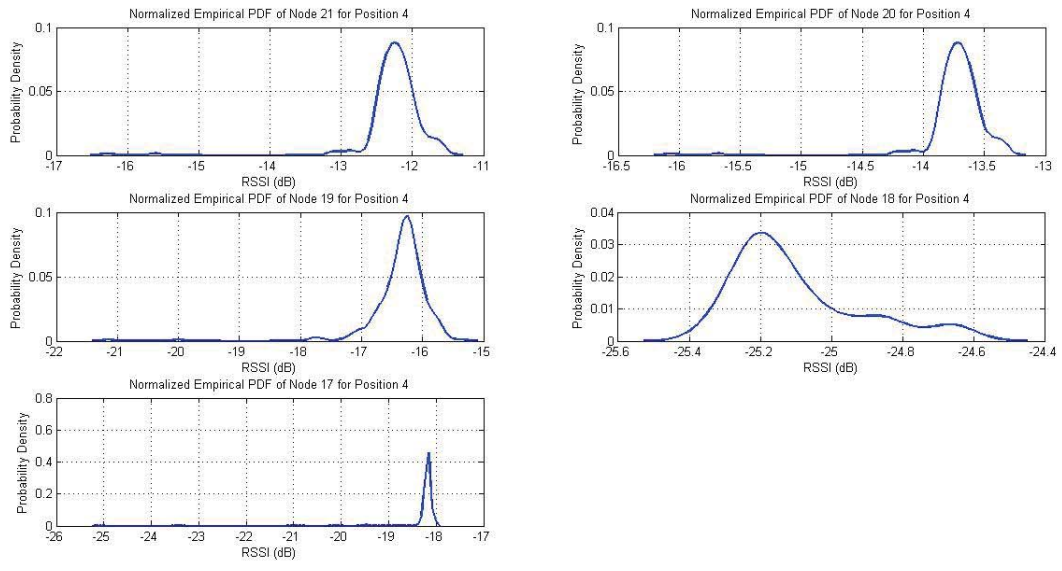 Normalized Empirical PDF of Node 21 for Position 4
Probability Density
0.1
0.05
0
-17 -16 -15 -14 -13 -12 -11
RSSI (dB)
Normalized Empirical PDF of Node 20 for Position 4
Probability Density
0.1
0.05
0
-16.5 -16 -15.5 -15 -14.5 -14 -13.5 -13
RSSI (dB)
Normalized Empirical PDF of Node 19 for Position 4
Probability Density
0.1
0.05
0
-22 -21 -20 -19 -18 -17 -16 -15
RSSI (dB)
Normalized Empirical PDF of Node 18 for Position 4
Probability Density
0.04
0.03
0.02
0.01
0
-25.6 -25.4 -25.2 -25 -24.8 -24.6 -24.4
RSSI (dB)
Normalized Empirical PDF of Node 17 for Position 4
Probability Density
0.8
0.6
0.4
0.2
0
-26 -25 -24 -23 -22 -21 -20 -19 -18 -17
RSSI (dB)